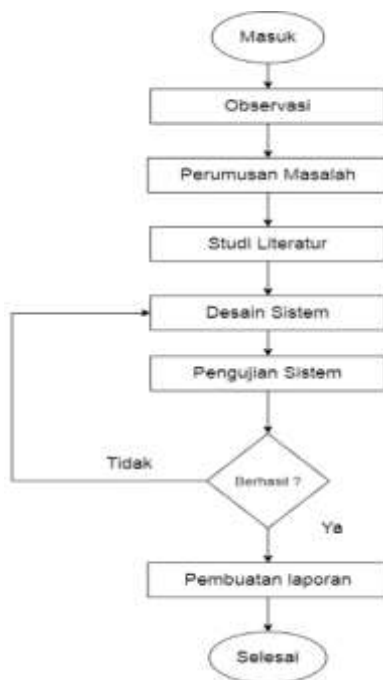 Masuk
Observasi
Perumusan Masalah
Studi Literatur
Desain Sistem
Pengujian Sistem
Berhasil ?
Tidak
Ya
Pembuatan laporan
Selesai